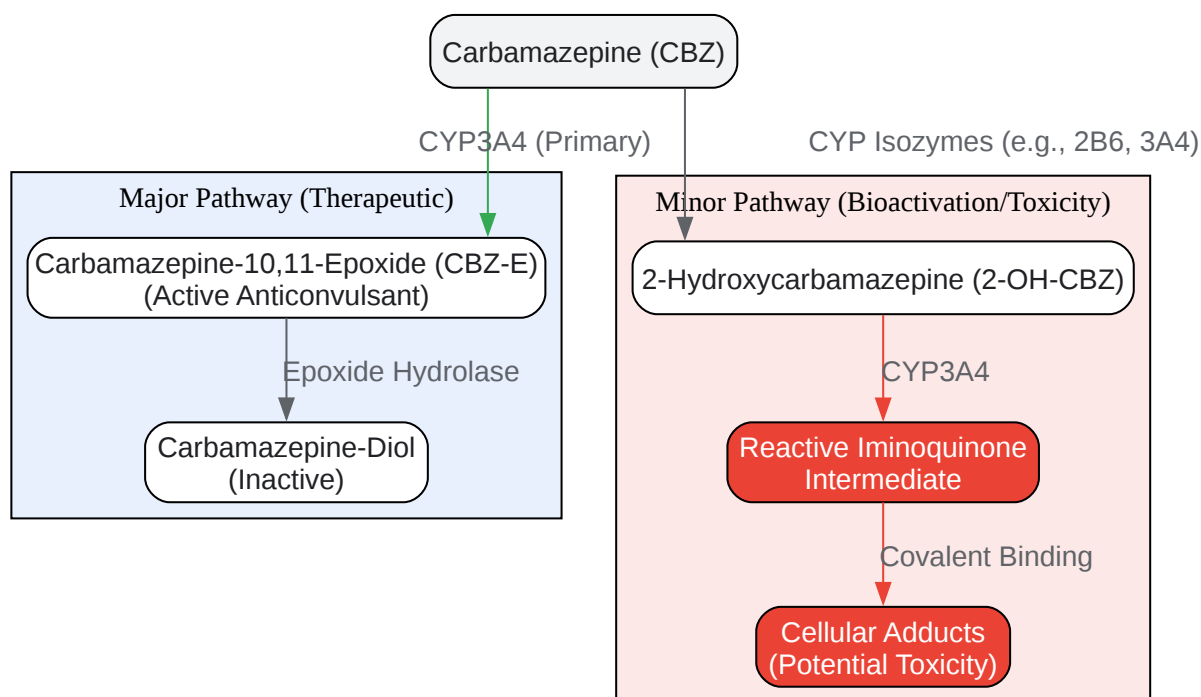 Carbamazepine (CBZ)
CYP3A4 (Primary)
CYP Isozymes (e.g., 2B6, 3A4)
Major Pathway (Therapeutic)
Carbamazepine-10,11-Epoxide (CBZ-E)
(Active Anticonvulsant)
Epoxide Hydrolase
Carbamazepine-Diol
(Inactive)
Minor Pathway (Bioactivation/Toxicity)
2-Hydroxycarbamazepine (2-OH-CBZ)
CYP3A4
Reactive Iminoquinone
Intermediate
Covalent Binding
Cellular Adducts
(Potential Toxicity)